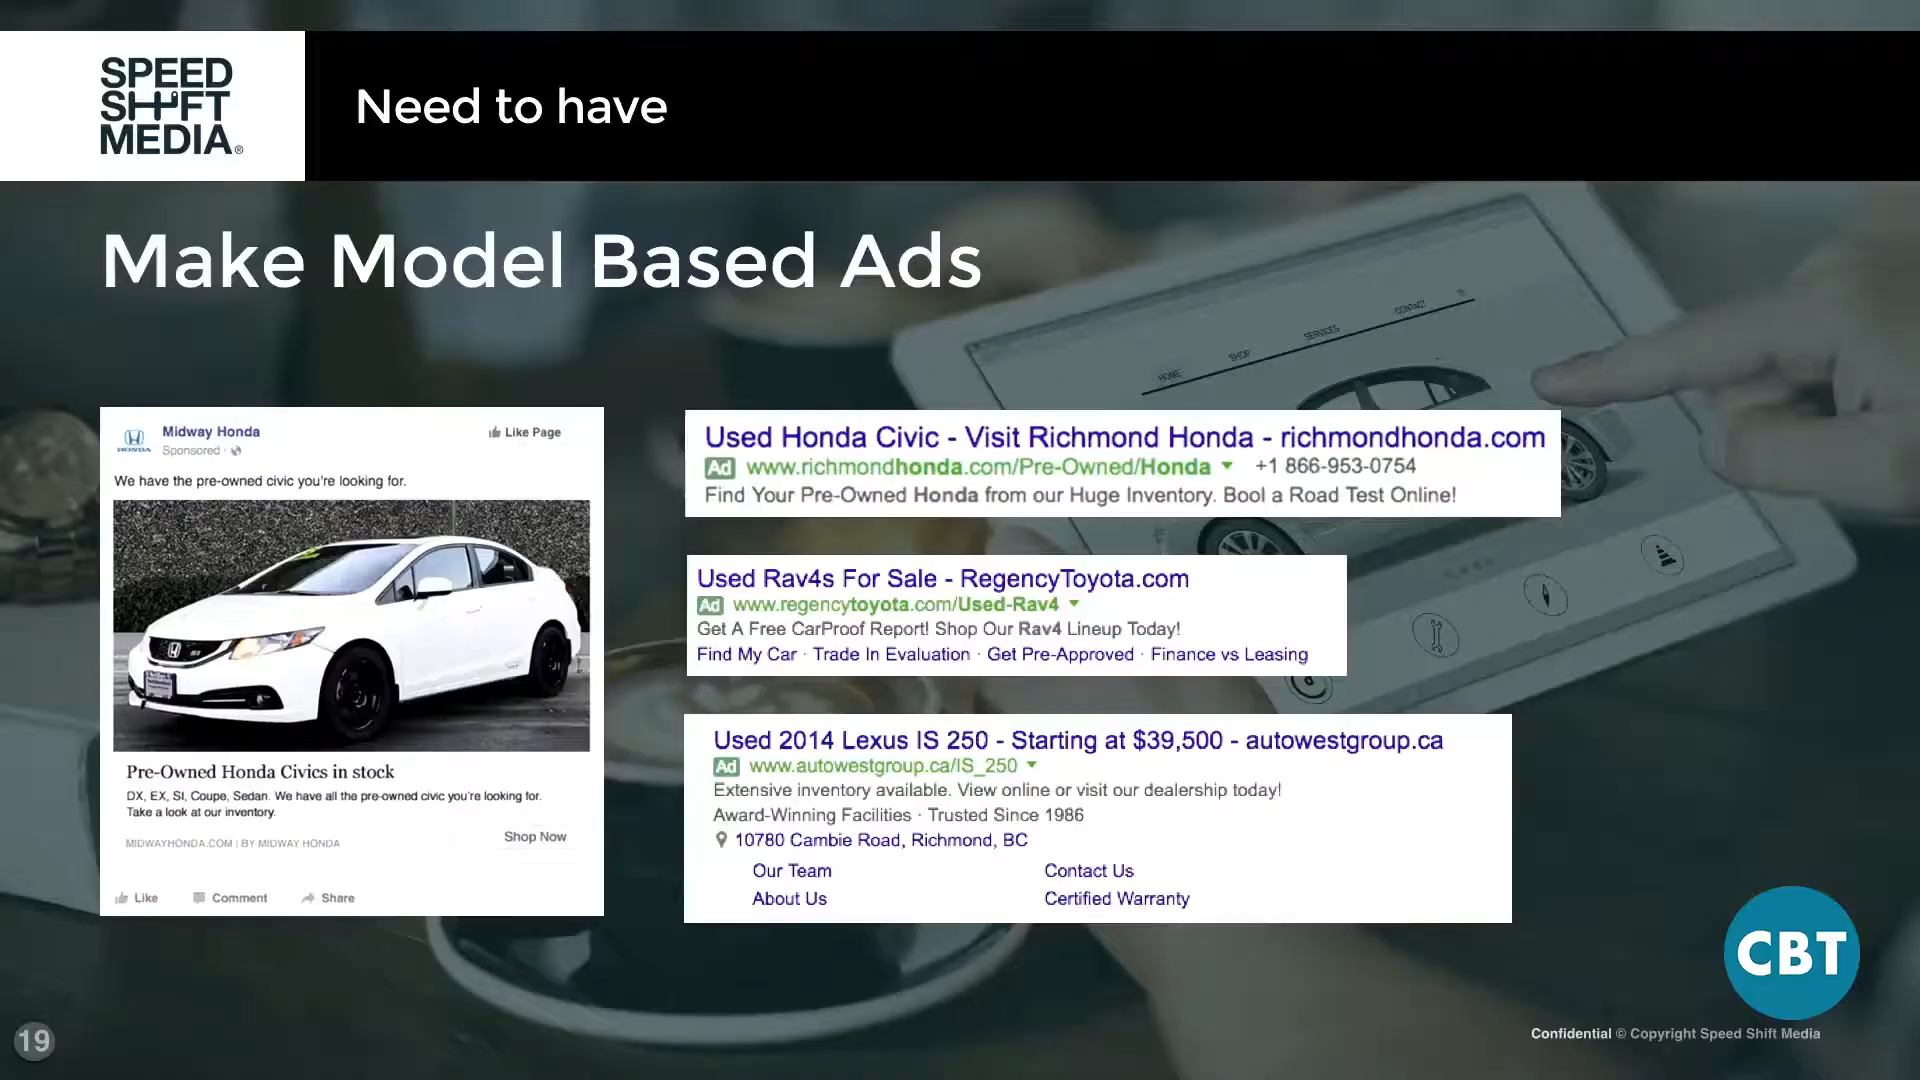 SPEED
SHIFT
MEDIA®
Need to have
Make Model Based Ads
Midway Honda
Sponsored ·
Like Page
We have the pre-owned civic you're looking for.
Pre-Owned Honda Civics in stock
DX, EX, SI, Coupe, Sedan. We have all the pre-owned civic you're looking for.
Take a look at our inventory.
MIDWAYHONDA.COM | BY MIDWAY HONDA
Shop Now
Like Comment Share
Used Honda Civic - Visit Richmond Honda - richmondhonda.com
Ad www.richmondhonda.com/Pre-Owned/Honda +1 866-953-0754
Find Your Pre-Owned Honda from our Huge Inventory. Bool a Road Test Online!
Used Rav4s For Sale - RegencyToyota.com
Ad www.regencytoyota.com/Used-Rav4
Get A Free CarProof Report! Shop Our Rav4 Lineup Today!
Find My Car · Trade In Evaluation · Get Pre-Approved · Finance vs Leasing
Used 2014 Lexus IS 250 - Starting at $39,500 - autowestgroup.ca
Ad www.autowestgroup.ca/IS_250
Extensive inventory available. View online or visit our dealership today!
Award-Winning Facilities · Trusted Since 1986
10780 Cambie Road, Richmond, BC
Our Team Contact Us
About Us Certified Warranty
HOME SHOP SERVICES CONTACT
HONDA
CBT
Confidential © Copyright Speed Shift Media
19